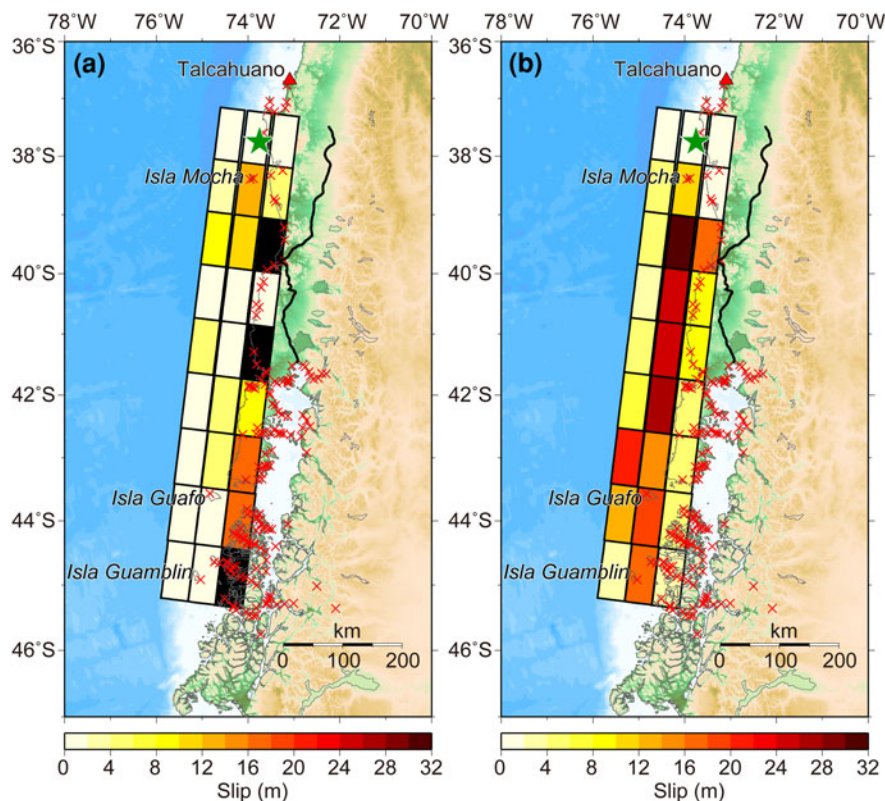 78°W 76°W 74°W 72°W 70°W
78°W 76°W 74°W 72°W 70°W
36°S
38°S
40°S
42°S
44°S
46°S
(a)
Talcahuano
Isla Mocha
Isla Guafo
Isla Guamblin
km
0 100 200
0 4 8 12 16 20 24 28 32
Slip (m)
36°S
38°S
40°S
42°S
44°S
46°S
(b)
Talcahuano
Isla Mocha
Isla Guafo
Isla Guamblin
km
0 100 200
0 4 8 12 16 20 24 28 32
Slip (m)